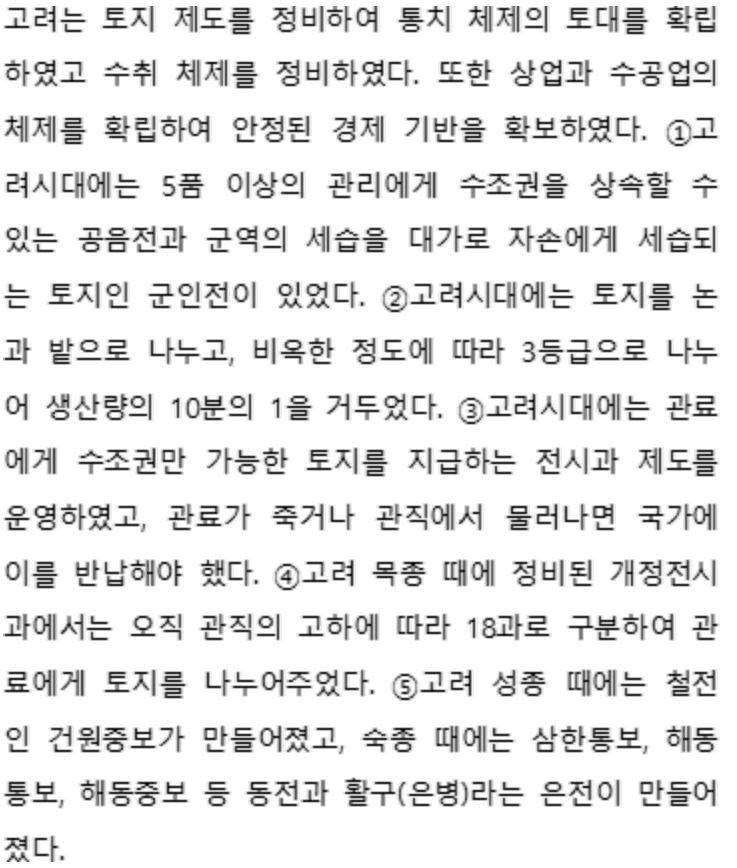 고려는 토지 제도를 정비하여 통치 체제의 토대를 확립
하였고 수취 체제를 정비하였다. 또한 상업과 수공업의
체제를 확립하여 안정된 경제 기반을 확보하였다. ①고
려시대에는 5품 이상의 관리에게 수조권을 상속할 수
있는 공음전과 군역의 세습을 대가로 자손에게 세습되
는 토지인 군인전이 있었다. ②고려시대에는 토지를 논
과 밭으로 나누고, 비옥한 정도에 따라 3등급으로 나누
어 생산량의 10분의 1을 거두었다. ③고려시대에는 관료
에게 수조권만 가능한 토지를 지급하는 전시과 제도를
운영하였고, 관료가 죽거나 관직에서 물러나면 국가에
이를 반납해야 했다. ④고려 목종 때에 정비된 개정전시
과에서는 오직 관직의 고하에 따라 18과로 구분하여 관
료에게 토지를 나누어주었다. ⑤고려 성종 때에는 철전
인 건원중보가 만들어졌고, 숙종 때에는 삼한통보, 해동
통보, 해동중보 등 동전과 활구(은병)라는 은전이 만들어
졌다.